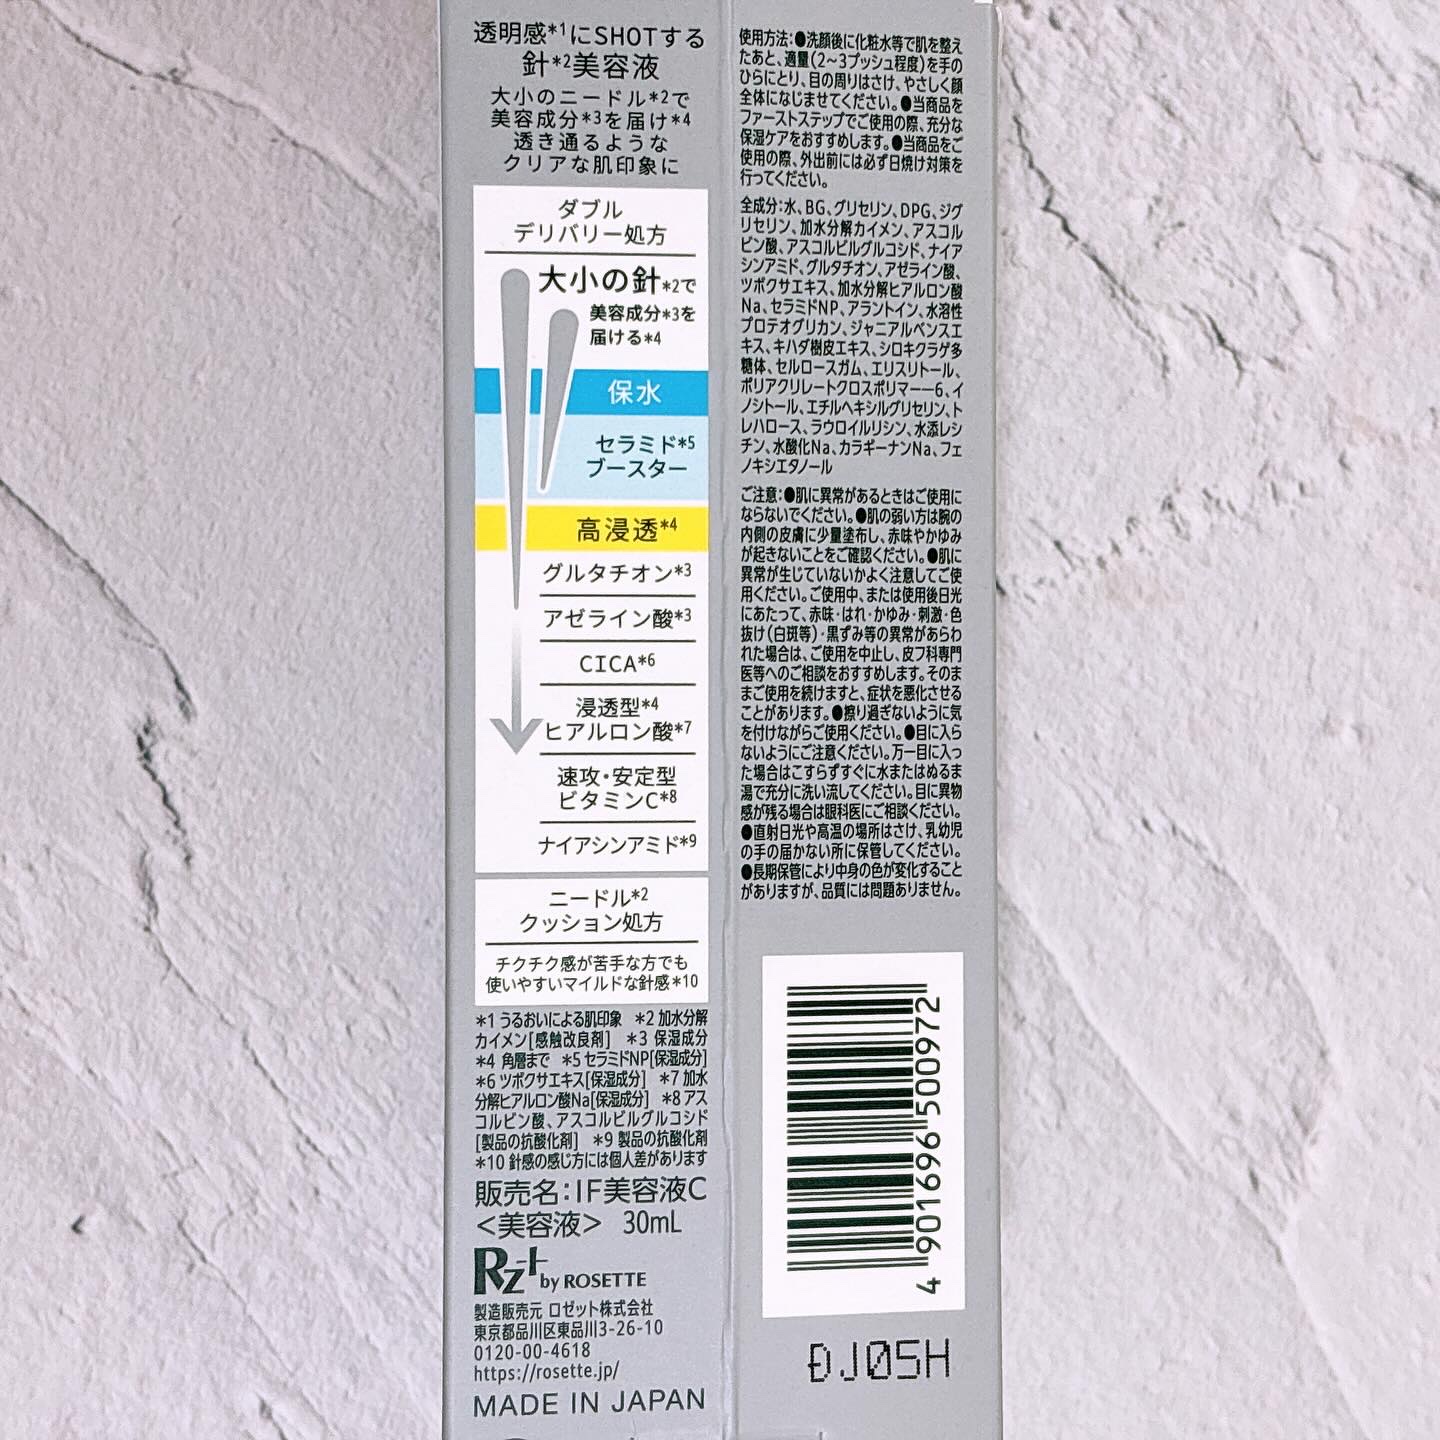 透明感*1にSHOTする
針*2美容液
大小のニードル*2で
美容成分*3を届け*4
透き通るような
クリアな肌印象に
ダブル
デリバリー処方
大小の針*2で
美容成分*3を
届ける*4
保水
セラミド*5
ブースター
高浸透*4
グルタチオン*3
アゼライン酸*3
CICA*6
浸透型*4
ヒアルロン酸*7
速攻・安定型
ビタミンC*8
ナイアシンアミド*9
ニードル*2
クッション処方
チクチク感が苦手な方でも
使いやすいマイルドな針感*10
*1 うるおいによる肌印象 *2 加水分解
カイメン[感触改良剤] *3 保湿成分
*4 角層まで *5 セラミドNP[保湿成分]
*6 ツボクサエキス[保湿成分] *7 加水
分解ヒアルロン酸Na[保湿成分] *8 アス
コルビン酸、アスコルビルグルコシド
[製品の抗酸化剤] *9 製品の抗酸化剤
*10 針感の感じ方には個人差があります
販売名:IF美容液C
<美容液> 30mL
Rz+ by ROSETTE
製造販売元 ロゼット株式会社
東京都品川区東品川3-26-10
0120-00-4618
https://rosette.jp/
MADE IN JAPAN
使用方法:●洗顔後に化粧水等で肌を整え
たあと、適量(2~3プッシュ程度)を手の
ひらにとり、目の周りはさけ、やさしく顔
全体になじませてください。●当商品を
ファーストステップでご使用の際、充分な
保湿ケアをおすすめします。●当商品をご
使用の際、外出前には必ず日焼け対策を
行ってください。
全成分:水、BG、グリセリン、DPG、ジグ
リセリン、加水分解カイメン、アスコル
ビン酸、アスコルビルグルコシド、ナイア
シンアミド、グルタチオン、アゼライン酸、
ツボクサエキス、加水分解ヒアルロン酸
Na、セラミドNP、アラントイン、水溶性
プロテオグリカン、ジャニアルベンスエ
キス、キハダ樹皮エキス、シロキクラゲ多
糖体、セルロースガム、エリスリトール、
ポリアクリレートクロスポリマー-6、イ
ノシトール、エチルヘキシルグリセリン、ト
レハロース、ラウロイルリシン、水添レシ
チン、水酸化Na、カラギーナンNa、フェ
ノキシエタノール
ご注意:●肌に異常があるときはご使用に
ならないでください。●肌の弱い方は腕の
内側の皮膚に少量塗布し、赤味やかゆみ
が起きないことをご確認ください。●肌に
異常が生じていないかよく注意してご使
用ください。ご使用中、または使用後日光
にあたって、赤味・はれ・かゆみ・刺激・色
抜け(白斑等)・黒ずみ等の異常があらわ
れた場合は、ご使用を中止し、皮フ科専門
医等へのご相談をおすすめします。そのま
まご使用を続けますと、症状を悪化させる
ことがあります。●擦り過ぎないように気
を付けながらご使用ください。●目に入ら
ないようにご注意ください。万一目に入っ
た場合はこすらずすぐに水またはぬるま
湯で充分に洗い流してください。目に異物
感が残る場合は眼科医にご相談ください。
●直射日光や高温の場所はさけ、乳幼児
の手の届かない所に保管してください。
●長期保管により中身の色が変化すること
がありますが、品質には問題ありません。
4 901696 500972